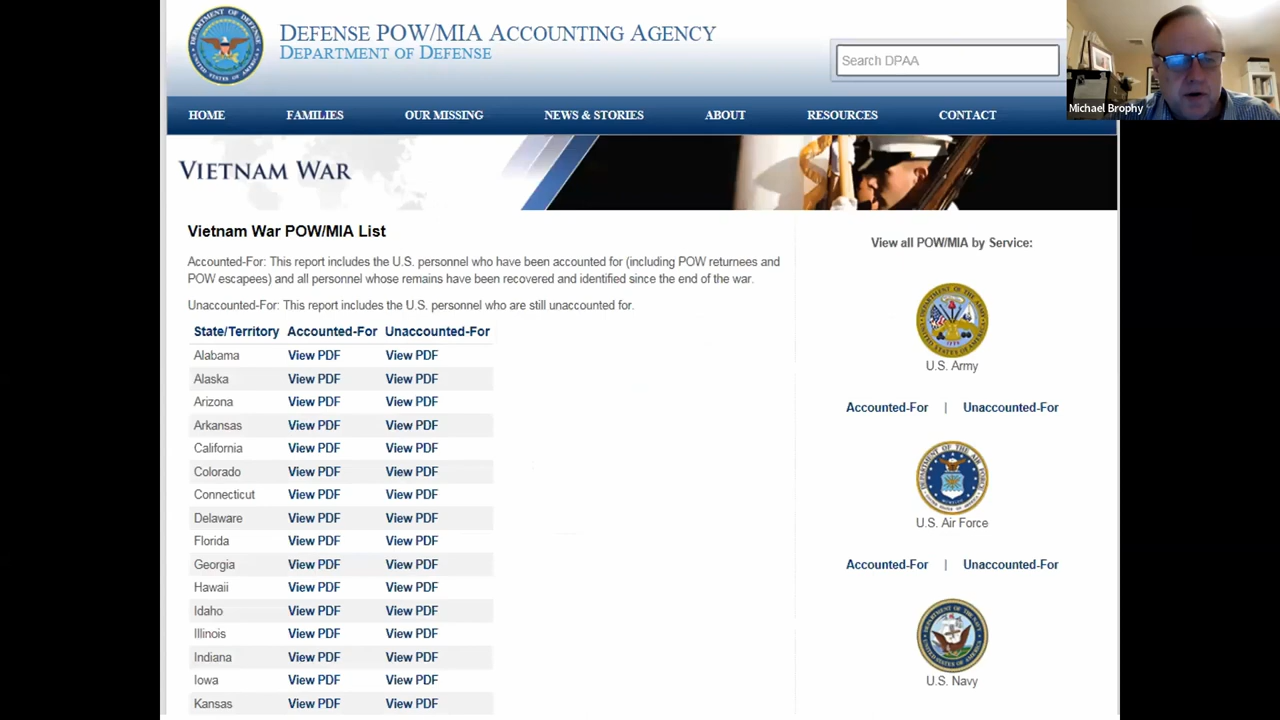 DEFENSE POW/MIA ACCOUNTING AGENCY
DEPARTMENT OF DEFENSE
Search DPAA
Michael Brophy
HOME FAMILIES OUR MISSING NEWS & STORIES ABOUT RESOURCES CONTACT
VIETNAM WAR
Vietnam War POW/MIA List
Accounted-For: This report includes the U.S. personnel who have been accounted for (including POW returnees and
POW escapees) and all personnel whose remains have been recovered and identified since the end of the war.
Unaccounted-For: This report includes the U.S. personnel who are still unaccounted for.
State/Territory Accounted-For Unaccounted-For
Alabama View PDF View PDF
Alaska View PDF View PDF
Arizona View PDF View PDF
Arkansas View PDF View PDF
California View PDF View PDF
Colorado View PDF View PDF
Connecticut View PDF View PDF
Delaware View PDF View PDF
Florida View PDF View PDF
Georgia View PDF View PDF
Hawaii View PDF View PDF
Idaho View PDF View PDF
Illinois View PDF View PDF
Indiana View PDF View PDF
Iowa View PDF View PDF
Kansas View PDF View PDF
View all POW/MIA by Service:
U.S. Army
Accounted-For | Unaccounted-For
U.S. Air Force
Accounted-For | Unaccounted-For
U.S. Navy